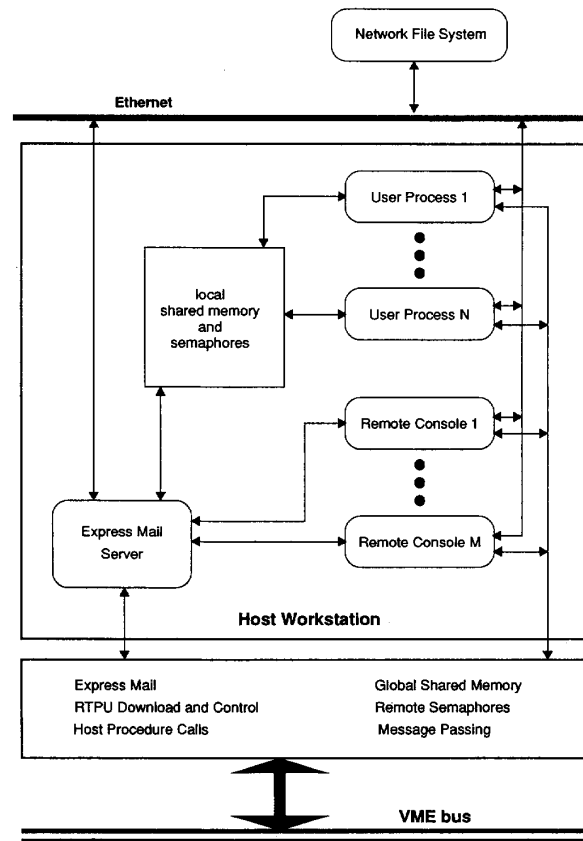 Network File System
Ethernet
User Process 1
local
shared memory
and
semaphores
User Process N
Remote Console 1
Express Mail
Server
Remote Console M
Host Workstation
Express Mail
RTPU Download and Control
Host Procedure Calls
Global Shared Memory
Remote Semaphores
Message Passing
VME bus